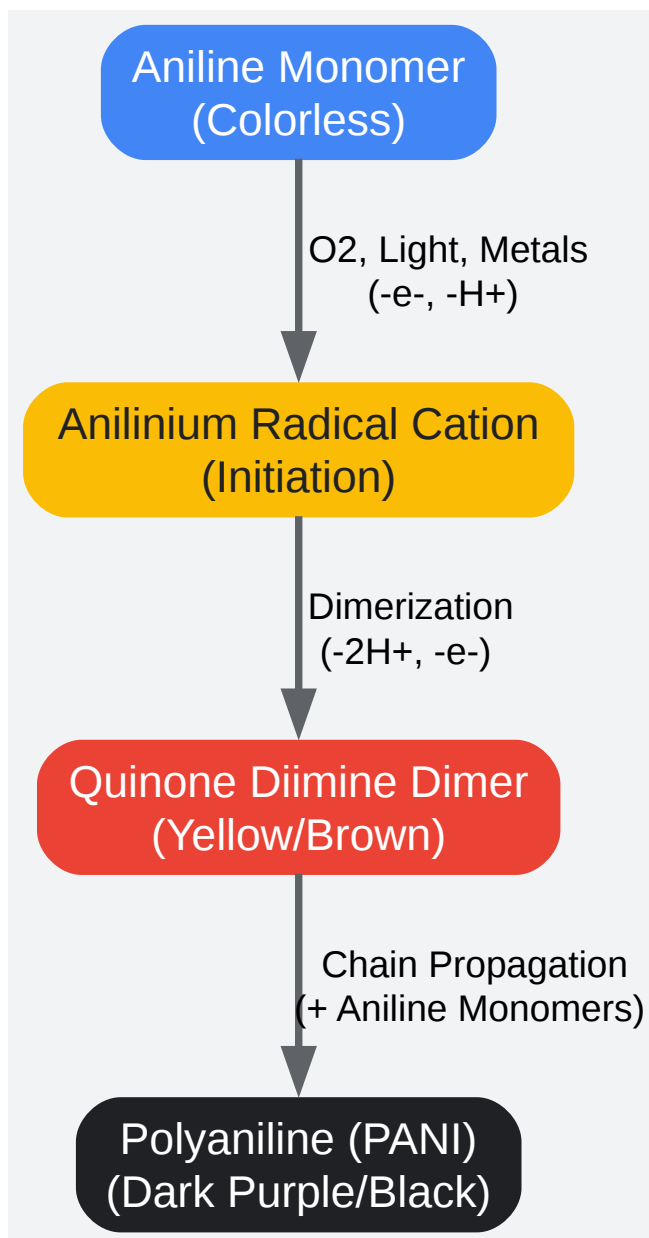 Aniline Monomer
(Colorless)
O2, Light, Metals
(-e-, -H+)
Anilinium Radical Cation
(Initiation)
Dimerization
(-2H+, -e-)
Quinone Diimine Dimer
(Yellow/Brown)
Chain Propagation
(+ Aniline Monomers)
Polyaniline (PANI)
(Dark Purple/Black)